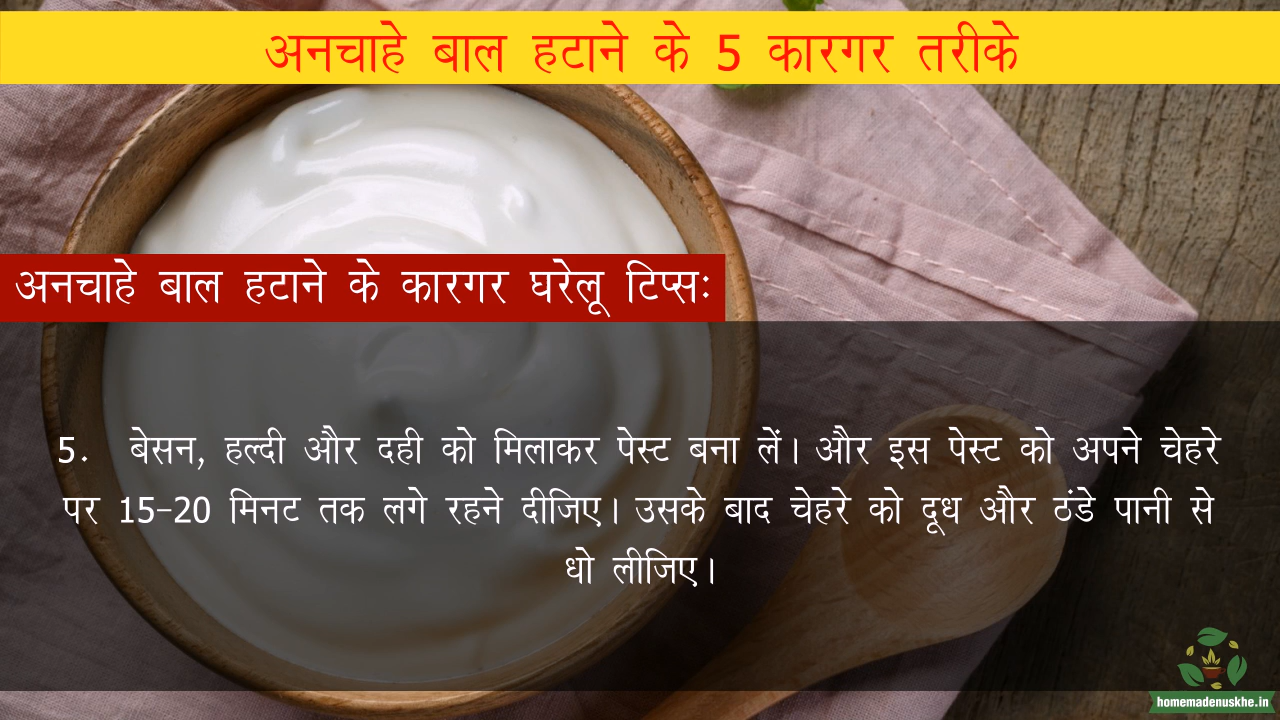 अनचाहे बाल हटाने के 5 कारगर तरीके
अनचाहे बाल हटाने के कारगर घरेलू टिप्सः
5. बेसन, हल्दी और दही को मिलाकर पेस्ट बना लें। और इस पेस्ट को अपने चेहरे
पर 15-20 मिनट तक लगे रहने दीजिए। उसके बाद चेहरे को दूध और ठंडे पानी से
धो लीजिए।
homemadenuskhe.in